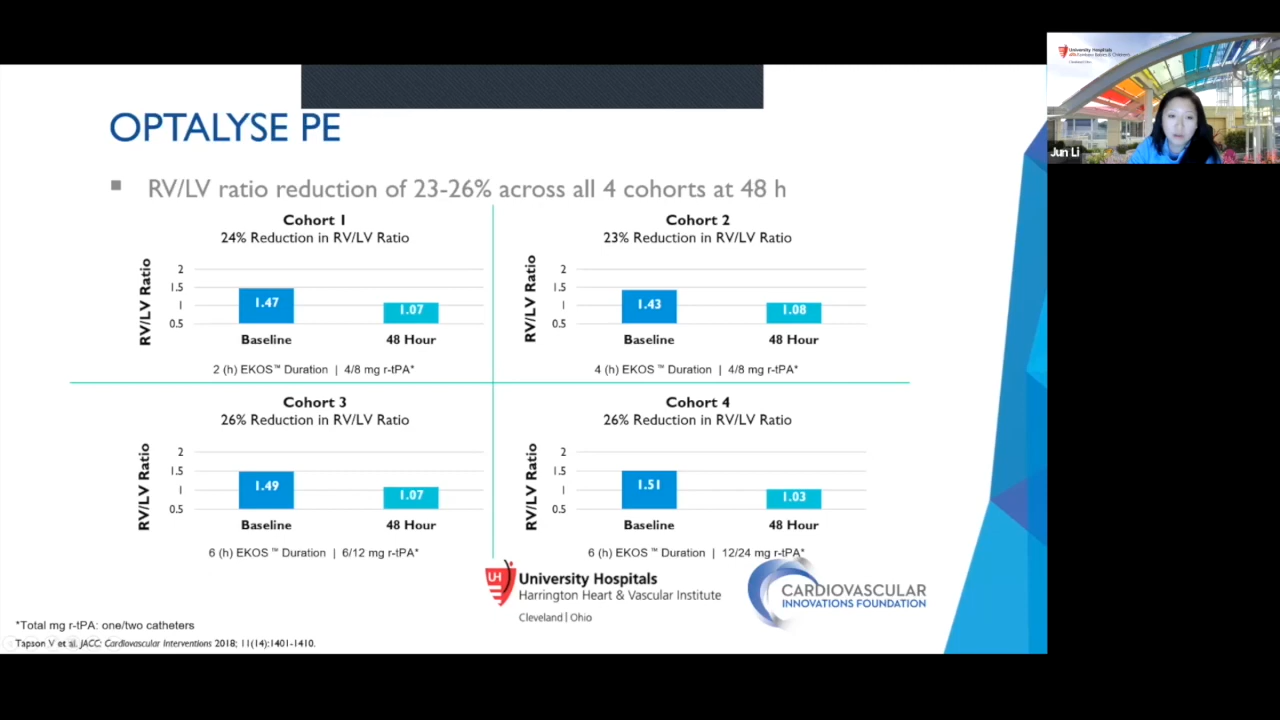 OPTALYSE PE
▪ RV/LV ratio reduction of 23-26% across all 4 cohorts at 48 h
Cohort 1
24% Reduction in RV/LV Ratio
RV/LV Ratio
2
1.5
1
0.5
1.47
1.07
Baseline
48 Hour
2 (h) EKOS™ Duration | 4/8 mg r-tPA*
Cohort 2
23% Reduction in RV/LV Ratio
RV/LV Ratio
2
1.5
1
0.5
1.43
1.08
Baseline
48 Hour
4 (h) EKOS™ Duration | 4/8 mg r-tPA*
Cohort 3
26% Reduction in RV/LV Ratio
RV/LV Ratio
2
1.5
1
0.5
1.49
1.07
Baseline
48 Hour
6 (h) EKOS™ Duration | 6/12 mg r-tPA*
Cohort 4
26% Reduction in RV/LV Ratio
RV/LV Ratio
2
1.5
1
0.5
1.51
1.03
Baseline
48 Hour
6 (h) EKOS™ Duration | 12/24 mg r-tPA*
UH
University Hospitals
Harrington Heart & Vascular Institute
Cleveland | Ohio
CARDIOVASCULAR
INNOVATIONS FOUNDATION
*Total mg r-tPA: one/two catheters
Tapson V et al. JACC: Cardiovascular Interventions 2018; 11(14):1401-1410.
University Hospitals
Jun Li